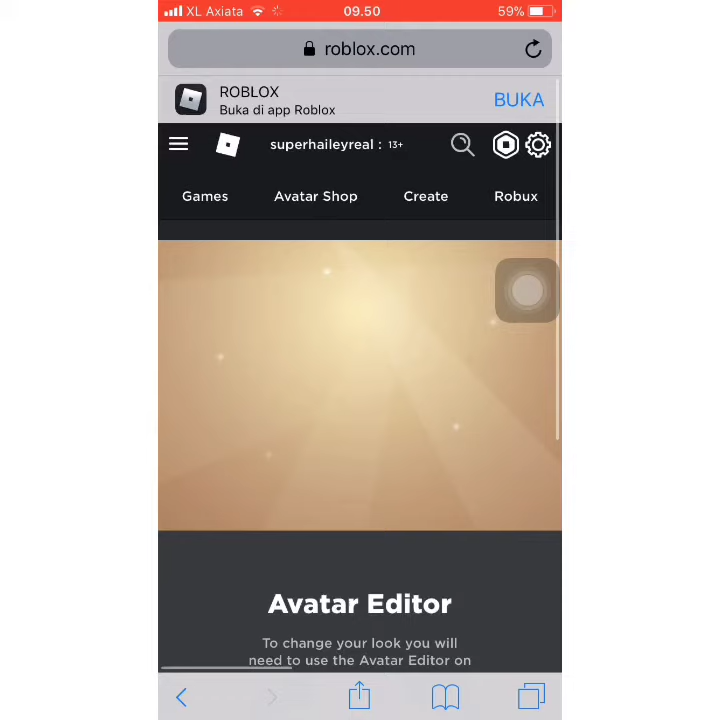 XL Axiata 09.50 59%
roblox.com
ROBLOX
Buka di app Roblox
BUKA
superhaileyreal : 13+
Games Avatar Shop Create Robux
Avatar Editor
To change your look you will
need to use the Avatar Editor on